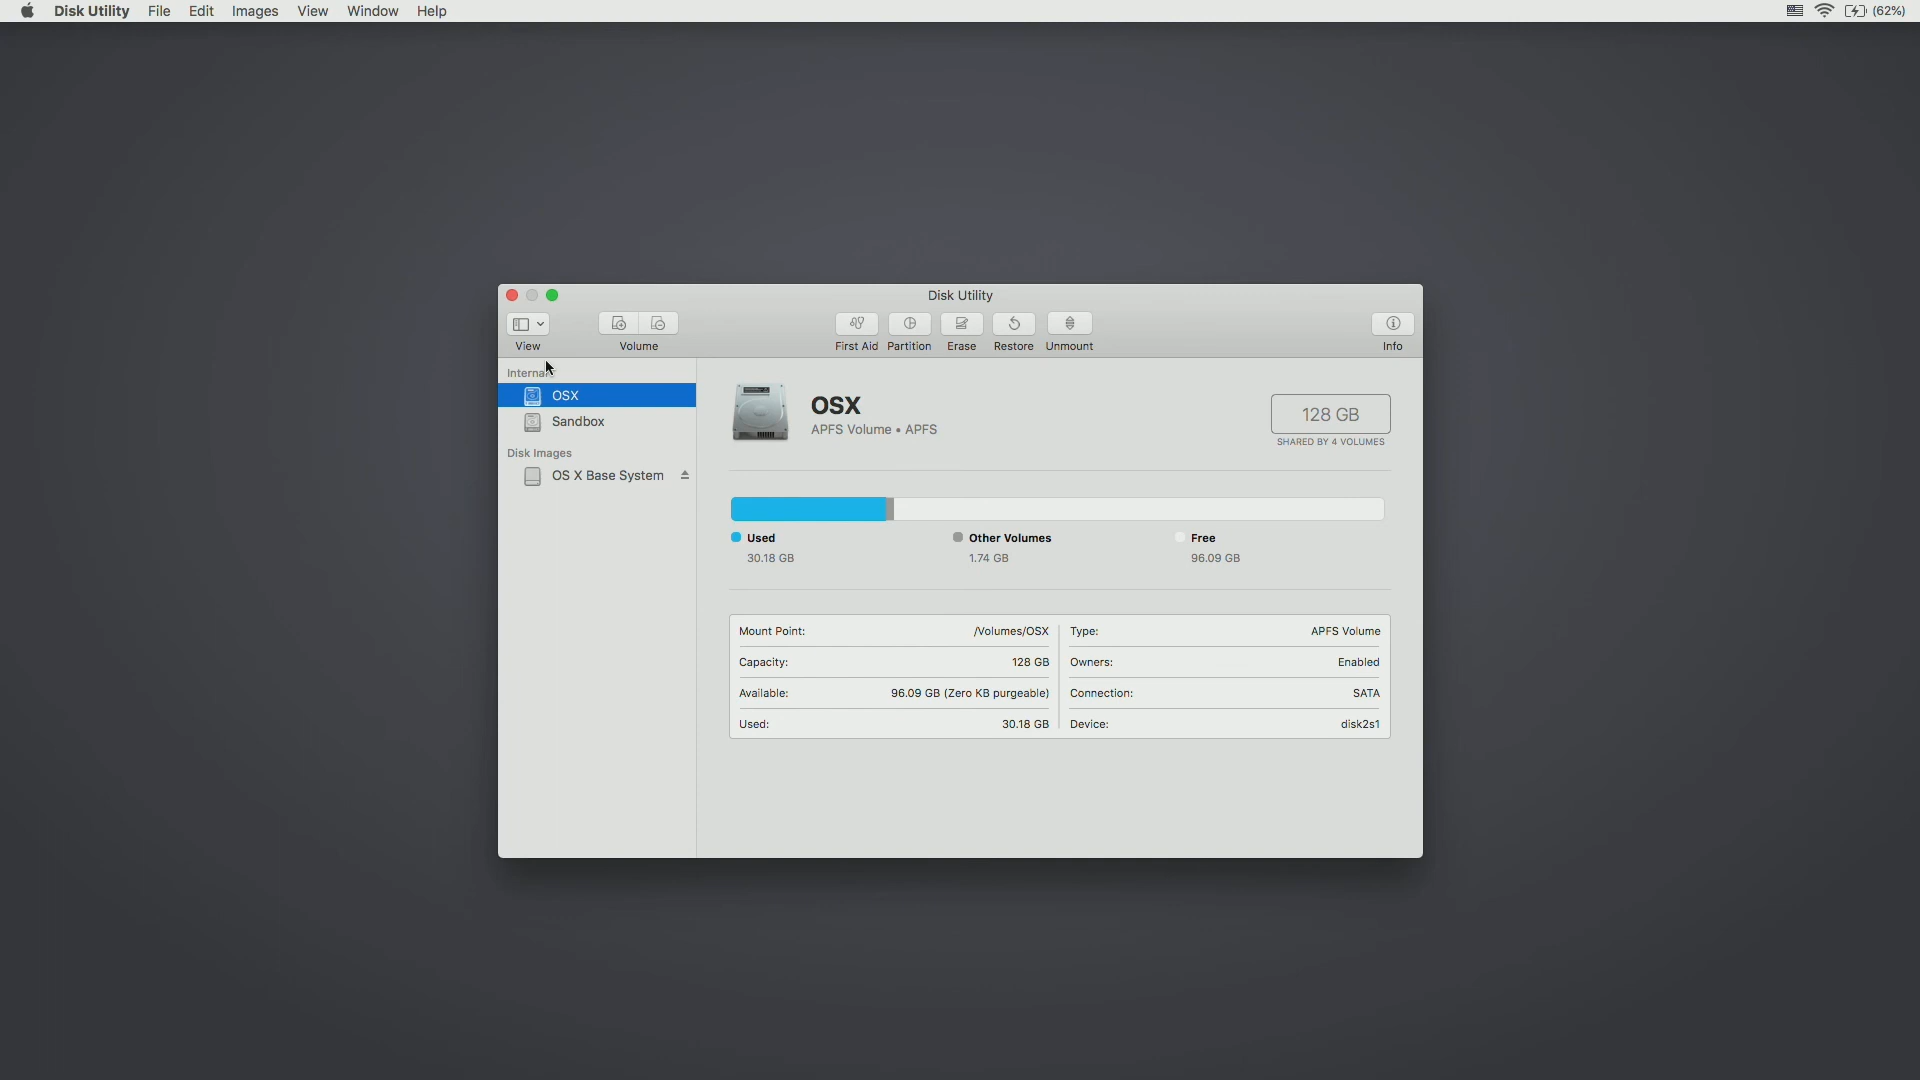 Disk Utility File Edit Images View Window Help (62%)
Disk Utility
View Volume First Aid Partition Erase Restore Unmount Info
Internal
OSX
Sandbox
Disk Images
OS X Base System
OSX
APFS Volume • APFS
128 GB
SHARED BY 4 VOLUMES
Used Other Volumes Free
30.18 GB 1.74 GB 96.09 GB
Mount Point: /Volumes/OSX Type: APFS Volume
Capacity: 128 GB Owners: Enabled
Available: 96.09 GB (Zero KB purgeable) Connection: SATA
Used: 30.18 GB Device: disk2s1